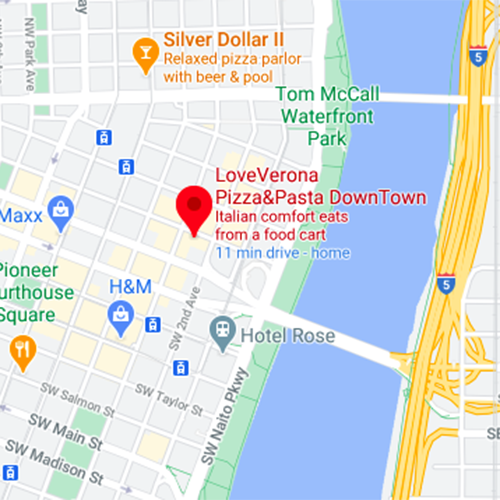 ay
NW Park Ave
Silver Dollar II
Relaxed pizza parlor
with beer & pool
5
Tom McCall
Waterfront
Park
LoveVerona
Pizza&Pasta DownTown
Italian comfort eats
from a food cart
11 min drive - home
Maxx
Pioneer
urthouse
Square
H&M
SW 2nd Ave
5
Hotel Rose
SW Naito Pkwy
SW Salmon St
SW Taylor St
SW Main St
SW Madison St
SE